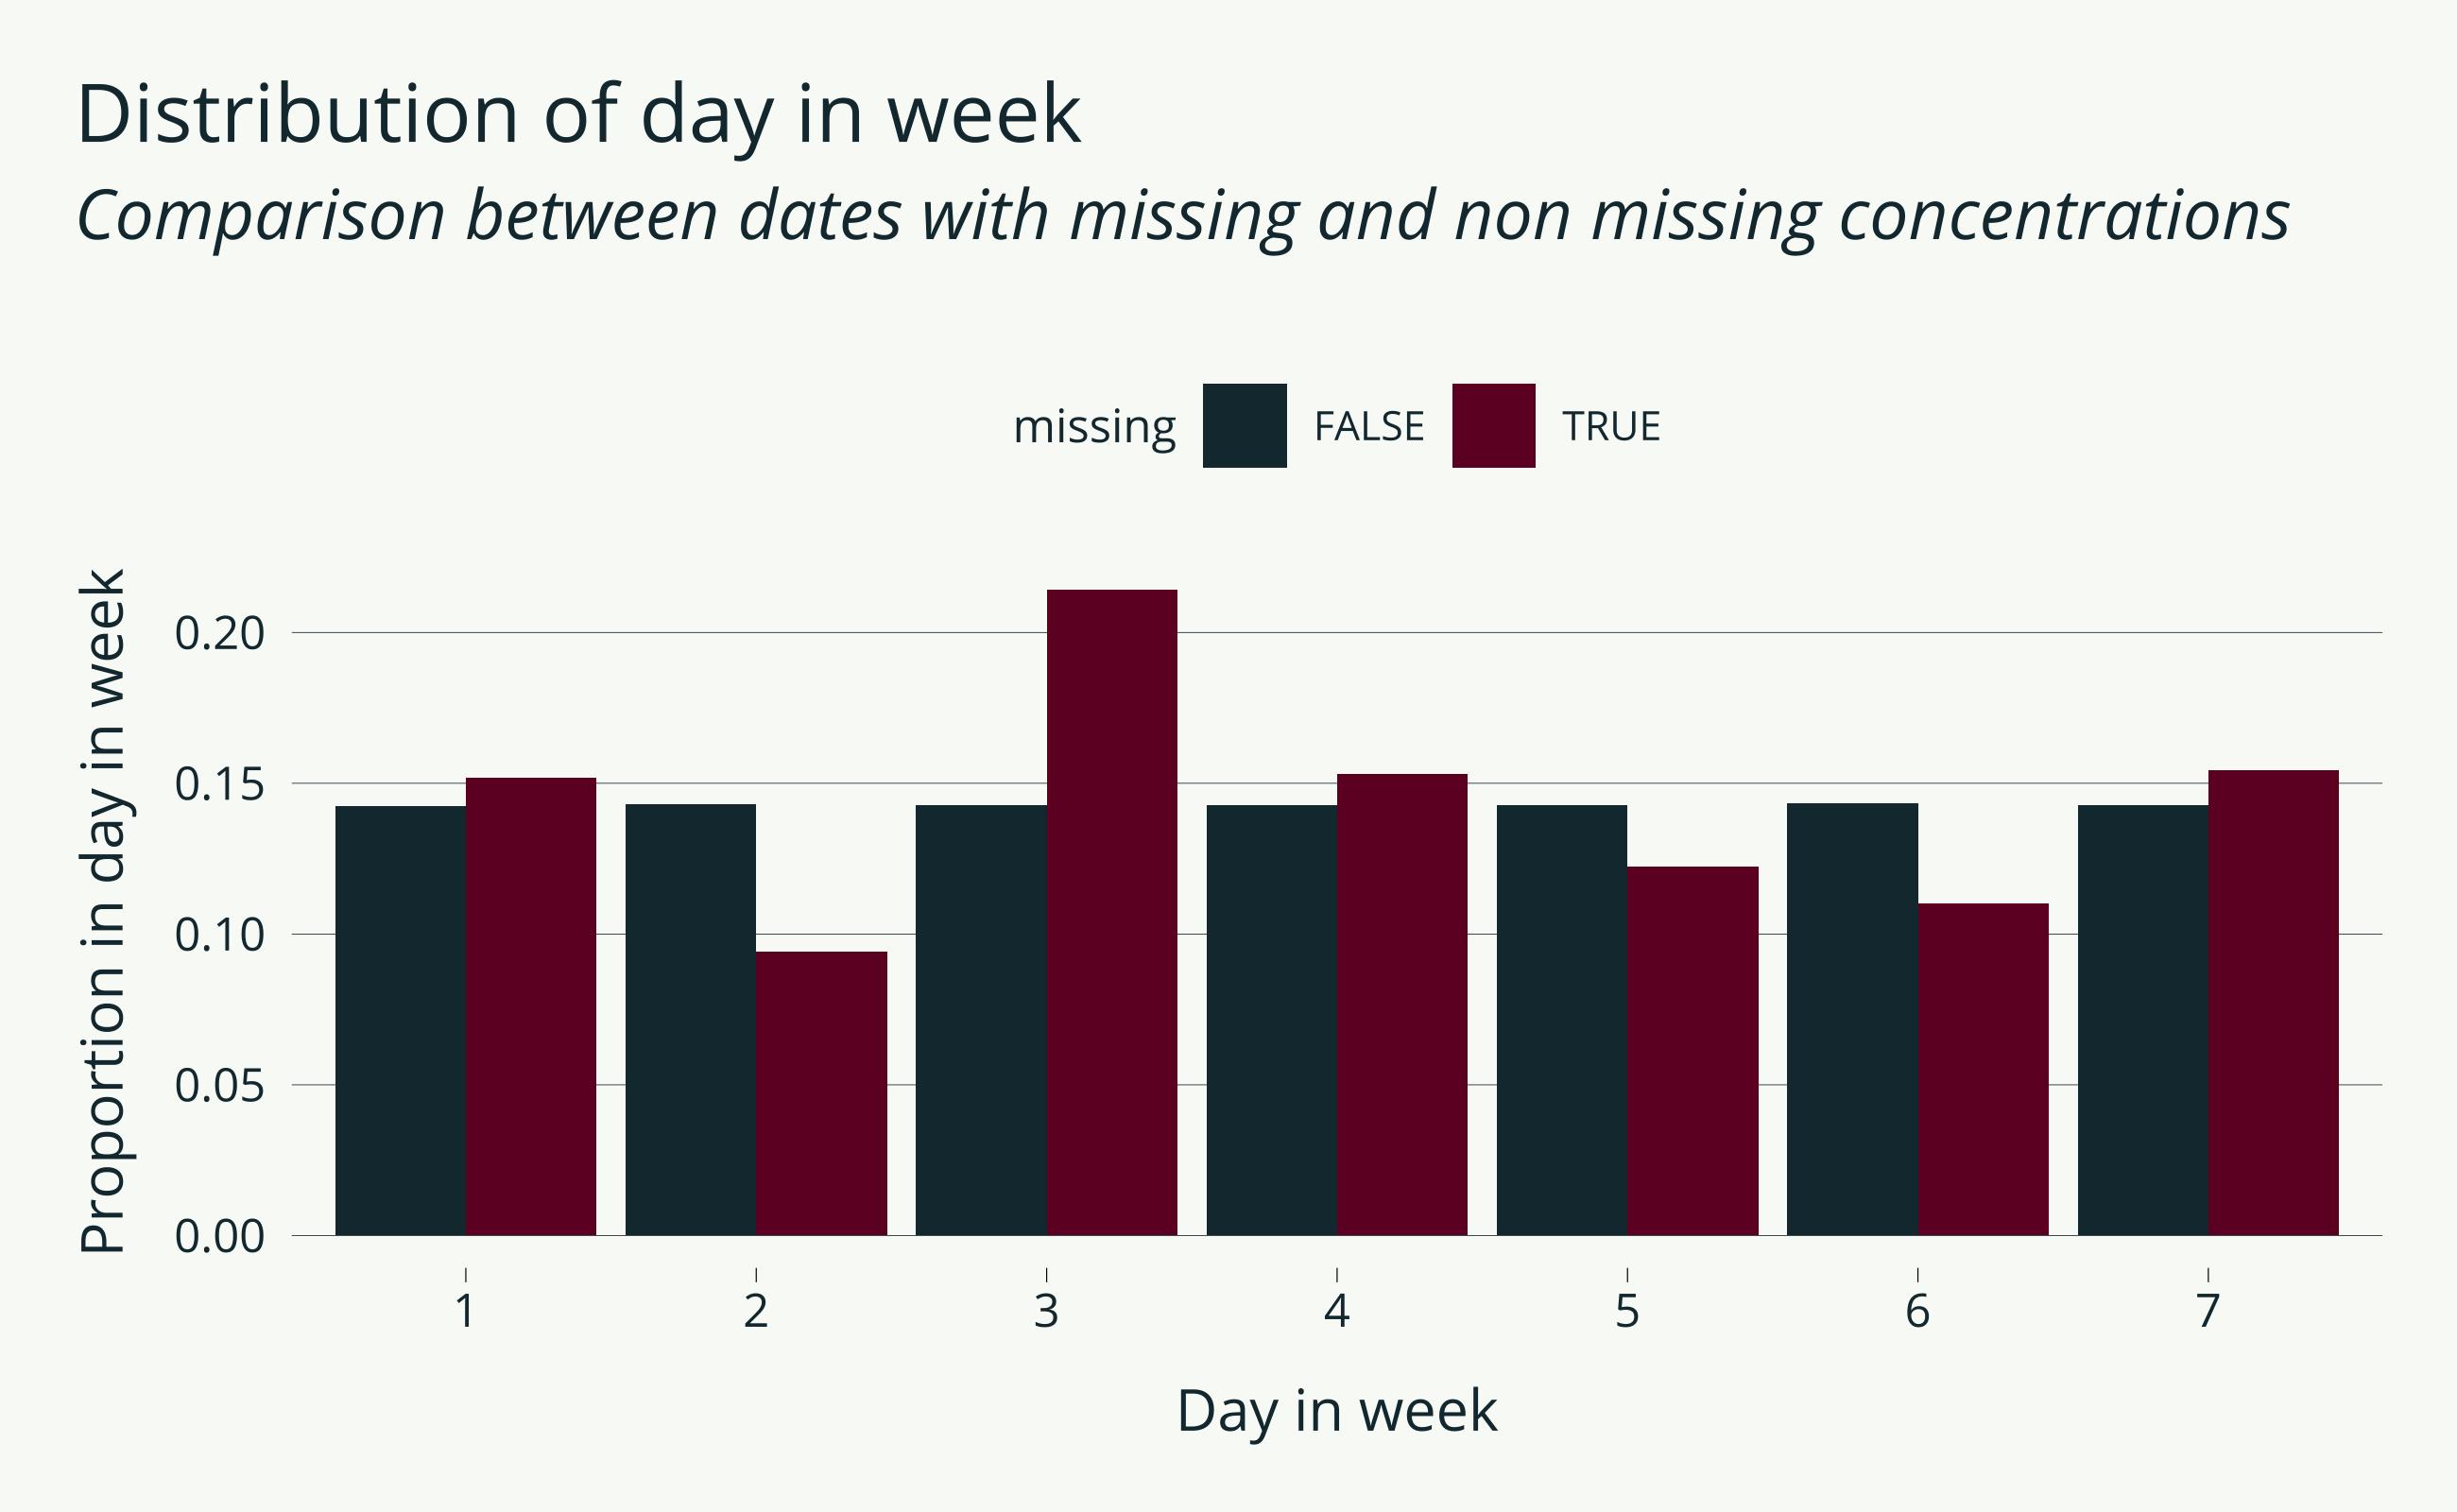 Distribution of day in week
Comparison between dates with missing and non missing concentrations
missing FALSE TRUE
Proportion in day in week
0.20
0.15
0.10
0.05
0.00
1 2 3 4 5 6 7
Day in week